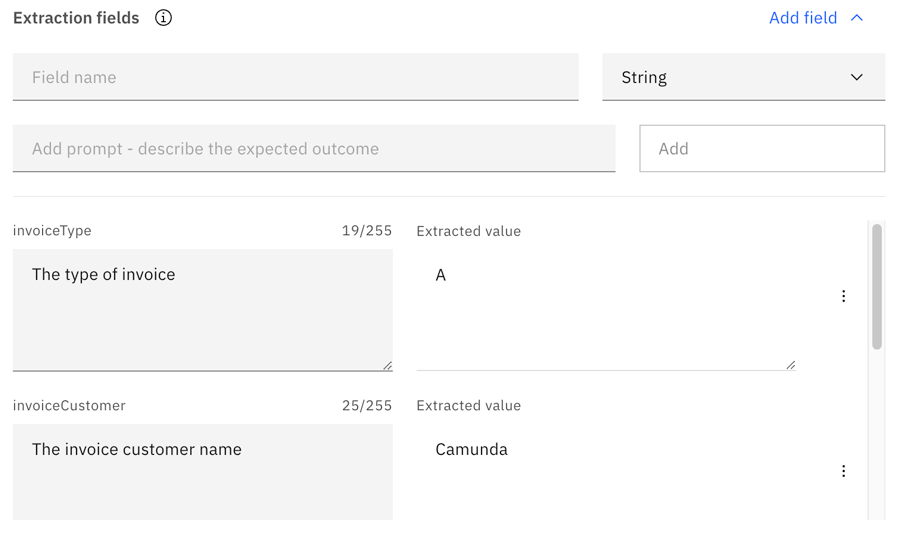 Extraction fields
Add field
Field name
String
Add prompt - describe the expected outcome
Add
invoiceType 19/255
Extracted value
The type of invoice
A
invoiceCustomer 25/255
Extracted value
The invoice customer name
Camunda